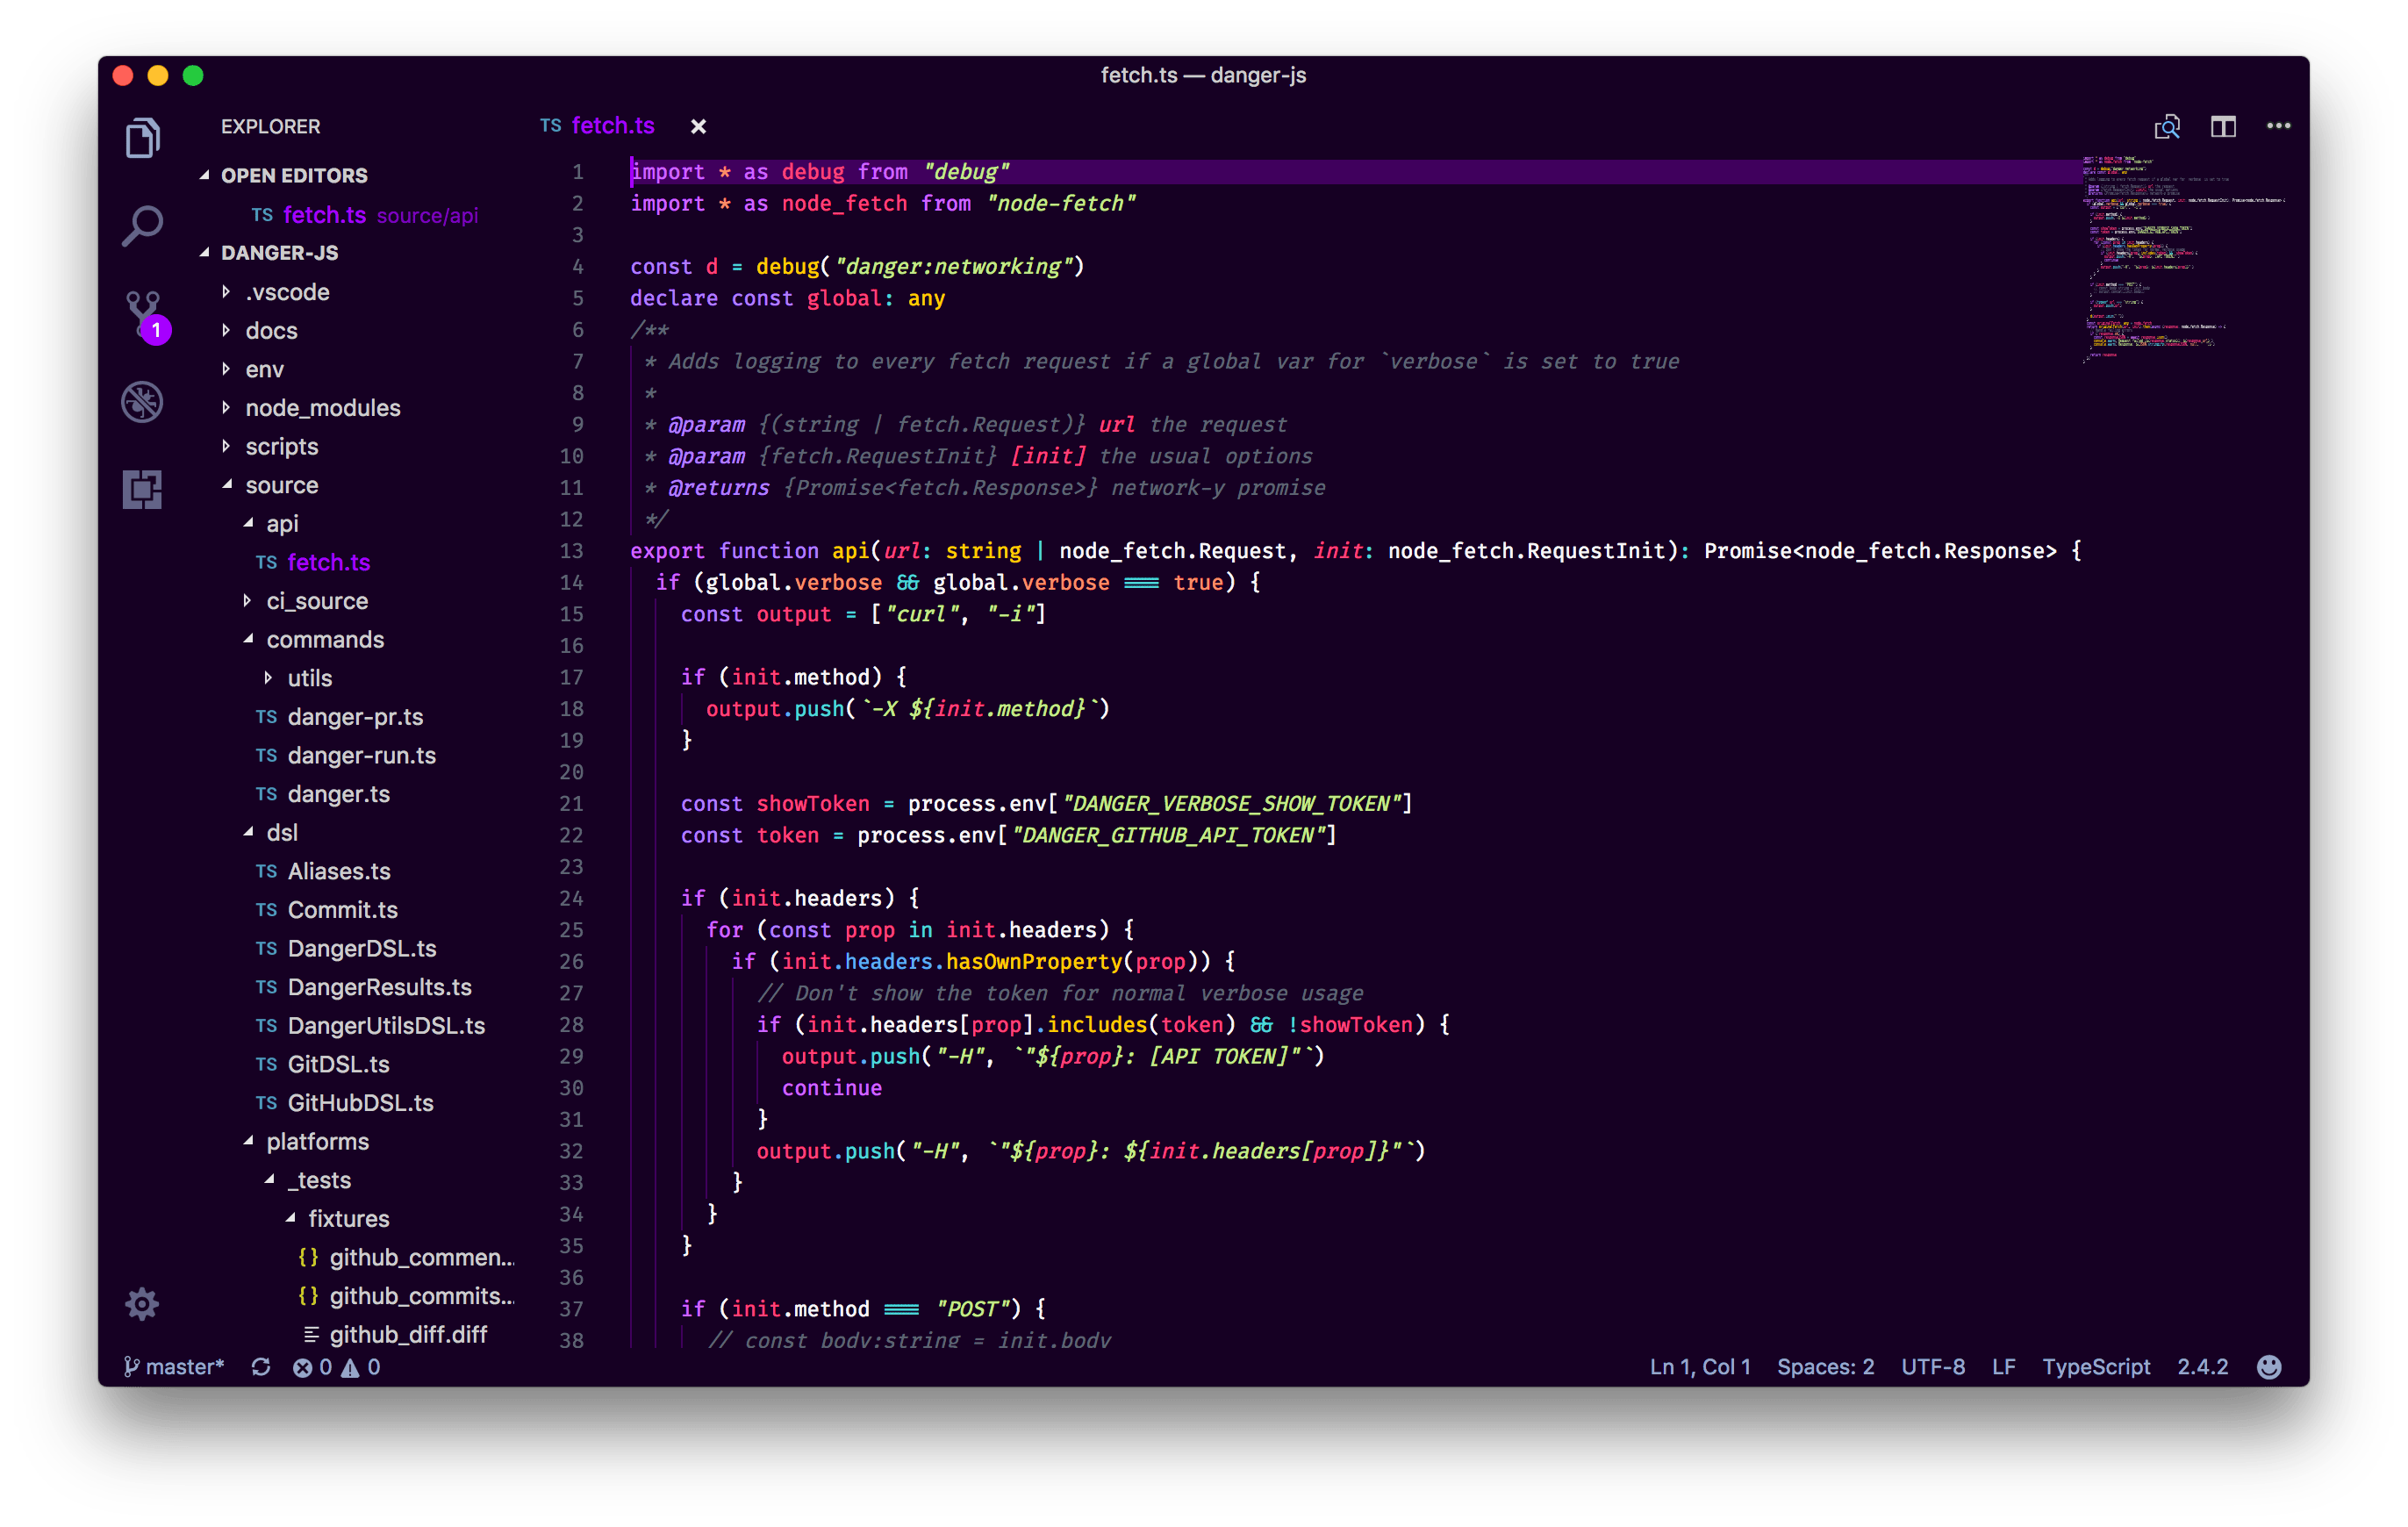 fetch.ts — danger-js
EXPLORER
OPEN EDITORS
TS fetch.ts source/api
DANGER-JS
.vscode
docs
env
node_modules
scripts
source
api
TS fetch.ts
ci_source
commands
utils
TS danger-pr.ts
TS danger-run.ts
TS danger.ts
dsl
TS Aliases.ts
TS Commit.ts
TS DangerDSL.ts
TS DangerResults.ts
TS DangerUtilsDSL.ts
TS GitDSL.ts
TS GitHubDSL.ts
platforms
_tests
fixtures
{} github_commen...
{} github_commits...
github_diff.diff
1
TS fetch.ts
1 import * as debug from "debug"
2 import * as node_fetch from "node-fetch"
3
4 const d = debug("danger:networking")
5 declare const global: any
6 /**
7 * Adds logging to every fetch request if a global var for `verbose` is set to true
8 *
9 * @param {(string | fetch.Request)} url the request
10 * @param {fetch.RequestInit} [init] the usual options
11 * @returns {Promise<fetch.Response>} network-y promise
12 */
13 export function api(url: string | node_fetch.Request, init: node_fetch.RequestInit): Promise<node_fetch.Response> {
14 if (global.verbose && global.verbose === true) {
15 const output = ["curl", "-i"]
16
17 if (init.method) {
18 output.push(`-X ${init.method}`)
19 }
20
21 const showToken = process.env["DANGER_VERBOSE_SHOW_TOKEN"]
22 const token = process.env["DANGER_GITHUB_API_TOKEN"]
23
24 if (init.headers) {
25 for (const prop in init.headers) {
26 if (init.headers.hasOwnProperty(prop)) {
27 // Don't show the token for normal verbose usage
28 if (init.headers[prop].includes(token) && !showToken) {
29 output.push("-H", `"${prop}: [API TOKEN]"`)
30 continue
31 }
32 output.push("-H", `"${prop}: ${init.headers[prop]}"`)
33 }
34 }
35 }
36
37 if (init.method === "POST") {
38 // const body:string = init.body
master* 0 0
Ln 1, Col 1 Spaces: 2 UTF-8 LF TypeScript 2.4.2